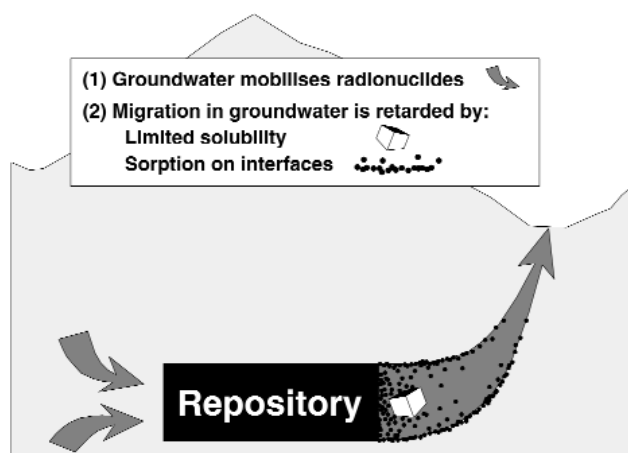 (1) Groundwater mobilises radionuclides
(2) Migration in groundwater is retarded by:
Limited solubility
Sorption on interfaces
Repository